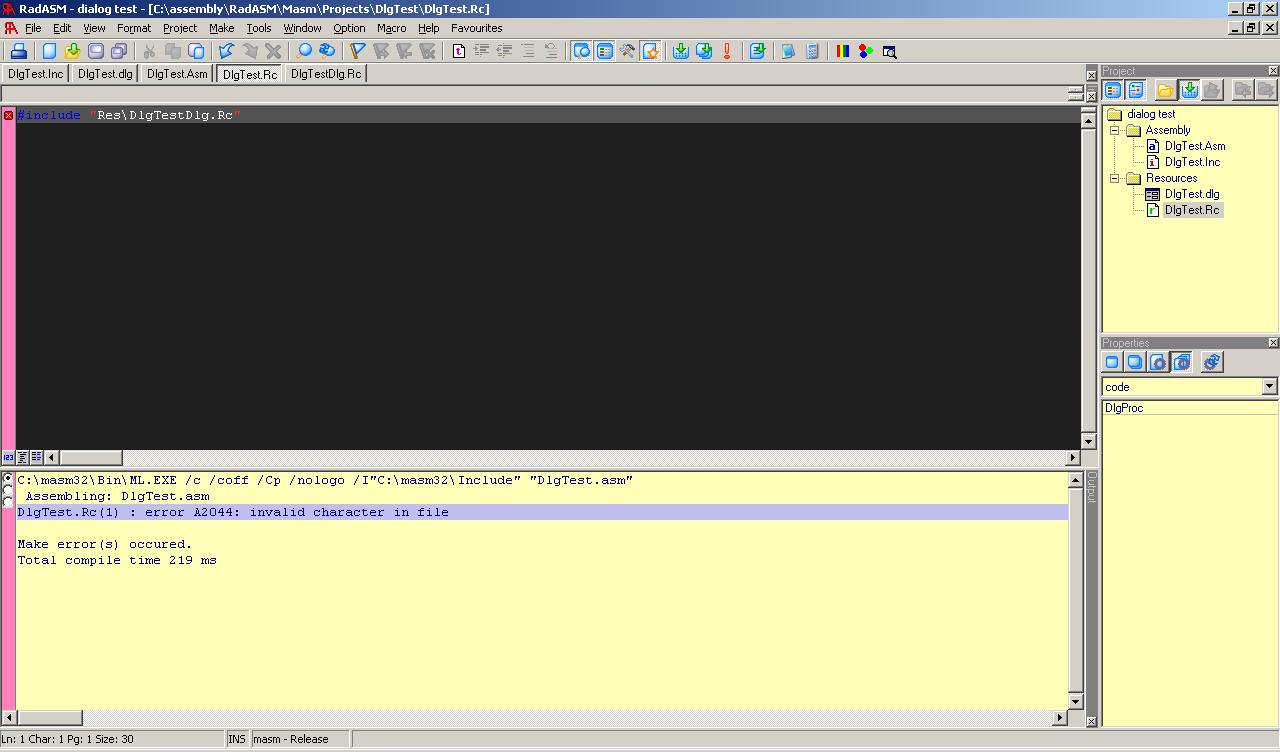 RadASM - dialog test - [C:\assembly\RadASM\Masm\Projects\DlgTest\DlgTest.Rc]
File Edit View Format Project Make Tools Window Option Macro Help Favourites
DlgTest.Inc DlgTest.dlg DlgTest.Asm DlgTest.Rc DlgTestDlg.Rc
#include "Res\DlgTestDlg.Rc"
Project
dialog test
Assembly
DlgTest.Asm
DlgTest.Inc
Resources
DlgTest.dlg
DlgTest.Rc
Properties
code
DlgProc
C:\masm32\Bin\ML.EXE /c /coff /Cp /nologo /I"C:\masm32\Include" "DlgTest.asm"
Assembling: DlgTest.asm
DlgTest.Rc(1) : error A2044: invalid character in file
Make error(s) occured.
Total compile time 219 ms
Output
Ln: 1 Char: 1 Pg: 1 Size: 30 INS masm - Release